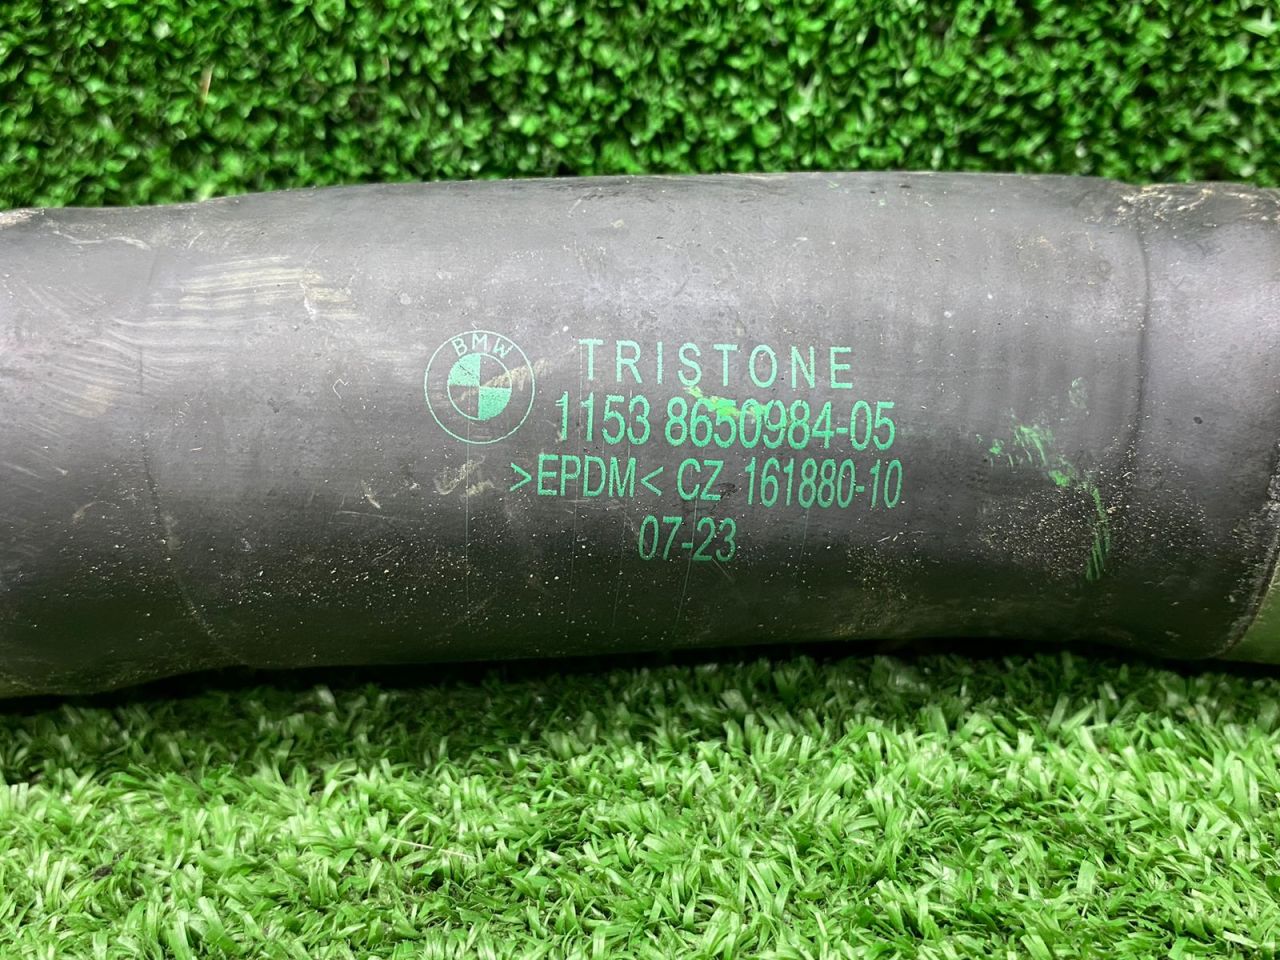 BMW
TRISTONE
1153 8650984-05
>EPDM< CZ 161880-10
07-23